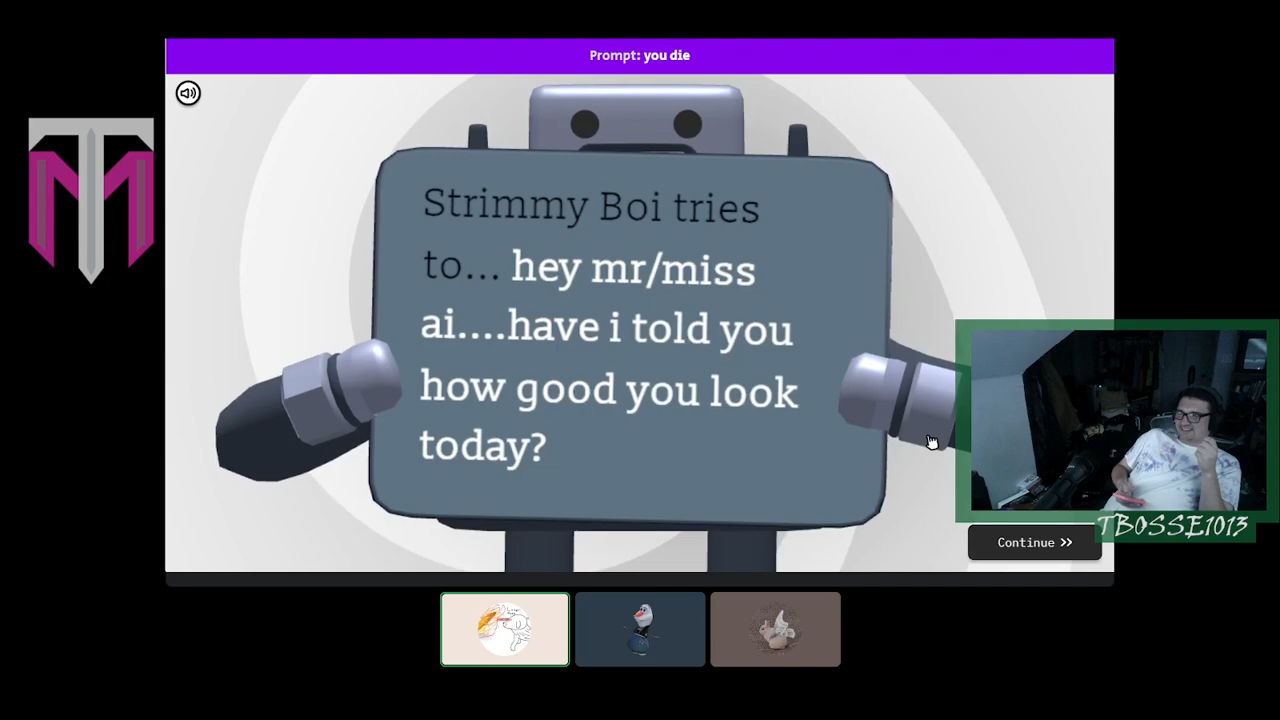 Prompt: you die
Strimmy Boi tries
to... hey mr/miss
ai....have i told you
how good you look
today?
TM
TBOSSE1013
Continue >>